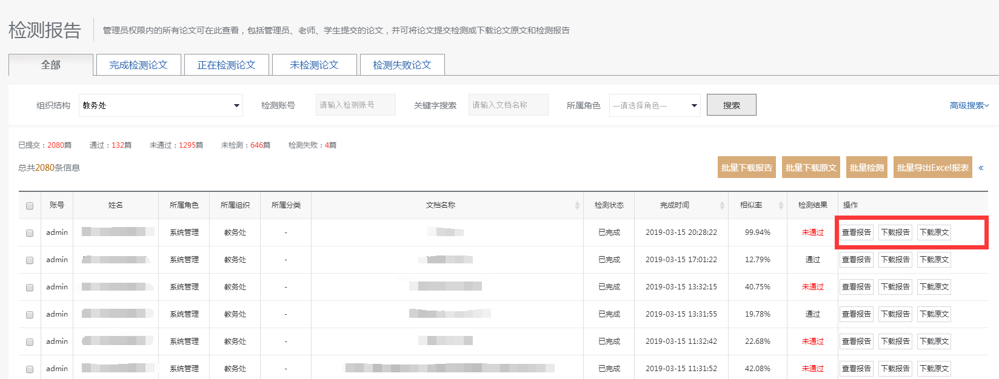 检测报告 管理员权限内的所有论文可在此查看，包括管理员、老师、学生提交的论文，并可将论文提交检测或下载论文原文和检测报告
全部 完成检测论文 正在检测论文 未检测论文 检测失败论文
组织结构 教务处 检测账号 请输入检测账号 关键字搜索 请输入文档名称 所属角色 ---请选择角色--- 搜索 高级搜索
已提交：2080篇 通过：132篇 未通过：1295篇 未检测：646篇 检测失败：4篇
总共2080条信息 批量下载报告 批量下载原文 批量检测 批量导出Excel报表 «
账号 姓名 所属角色 所属组织 所属分类 文档名称 检测状态 完成时间 相似率 检测结果 操作
admin 系统管理 教务处 - 已完成 2019-03-15 20:28:22 99.94% 未通过 查看报告 下载报告 下载原文
admin 系统管理 教务处 - 已完成 2019-03-15 17:01:22 12.79% 通过 查看报告 下载报告 下载原文
admin 系统管理 教务处 - 已完成 2019-03-15 13:32:15 40.75% 未通过 查看报告 下载报告 下载原文
admin 系统管理 教务处 - 已完成 2019-03-15 13:31:55 19.78% 通过 查看报告 下载报告 下载原文
admin 系统管理 教务处 - 已完成 2019-03-15 11:32:42 22.68% 未通过 查看报告 下载报告 下载原文
admin 系统管理 教务处 - 已完成 2019-03-15 11:31:52 42.08% 未通过 查看报告 下载报告 下载原文